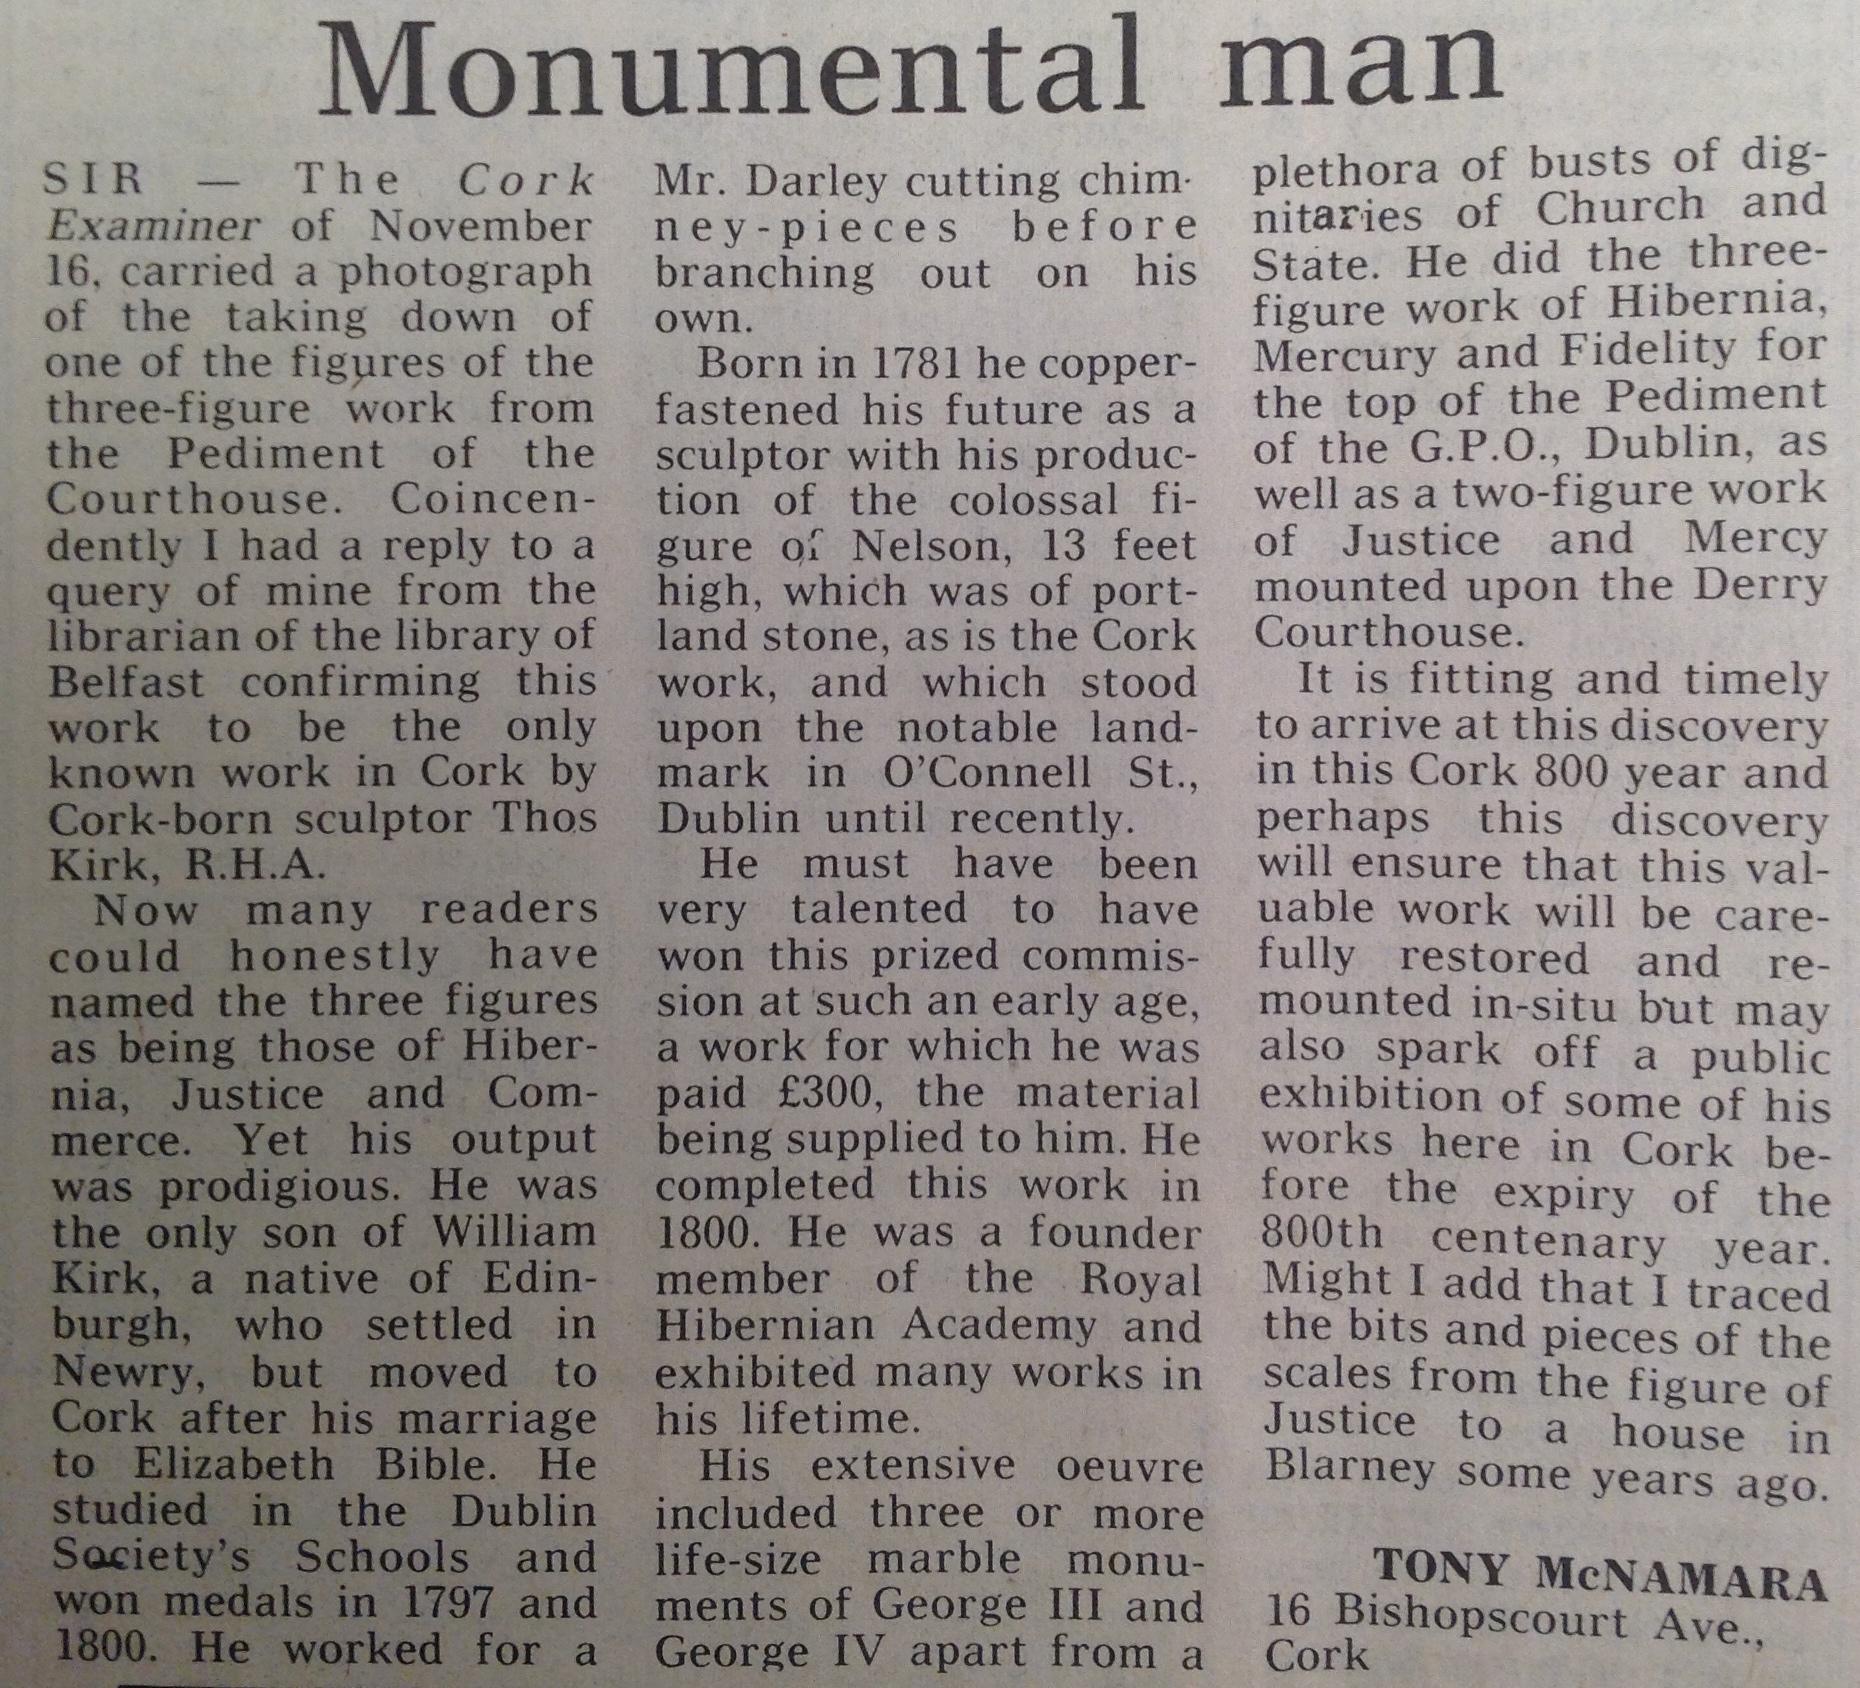 Monumental man
SIR — The Cork
Examiner of November
16, carried a photograph
of the taking down of
one of the figures of the
three-figure work from
the Pediment of the
Courthouse. Coincen-
dently I had a reply to a
query of mine from the
librarian of the library of
Belfast confirming this
work to be the only
known work in Cork by
Cork-born sculptor Thos
Kirk, R.H.A.
Now many readers
could honestly have
named the three figures
as being those of Hiber-
nia, Justice and Com-
merce. Yet his output
was prodigious. He was
the only son of William
Kirk, a native of Edin-
burgh, who settled in
Newry, but moved to
Cork after his marriage
to Elizabeth Bible. He
studied in the Dublin
Society's Schools and
won medals in 1797 and
1800. He worked for a
Mr. Darley cutting chim-
ney-pieces before
branching out on his
own.
Born in 1781 he copper-
fastened his future as a
sculptor with his produc-
tion of the colossal fi-
gure of Nelson, 13 feet
high, which was of port-
land stone, as is the Cork
work, and which stood
upon the notable land-
mark in O'Connell St.,
Dublin until recently.
He must have been
very talented to have
won this prized commis-
sion at such an early age,
a work for which he was
paid £300, the material
being supplied to him. He
completed this work in
1800. He was a founder
member of the Royal
Hibernian Academy and
exhibited many works in
his lifetime.
His extensive oeuvre
included three or more
life-size marble monu-
ments of George III and
George IV apart from a
plethora of busts of dig-
nitaries of Church and
State. He did the three-
figure work of Hibernia,
Mercury and Fidelity for
the top of the Pediment
of the G.P.O., Dublin, as
well as a two-figure work
of Justice and Mercy
mounted upon the Derry
Courthouse.
It is fitting and timely
to arrive at this discovery
in this Cork 800 year and
perhaps this discovery
will ensure that this val-
uable work will be care-
fully restored and re-
mounted in-situ but may
also spark off a public
exhibition of some of his
works here in Cork be-
fore the expiry of the
800th centenary year.
Might I add that I traced
the bits and pieces of the
scales from the figure of
Justice to a house in
Blarney some years ago.
TONY McNAMARA
16 Bishopscourt Ave.,
Cork